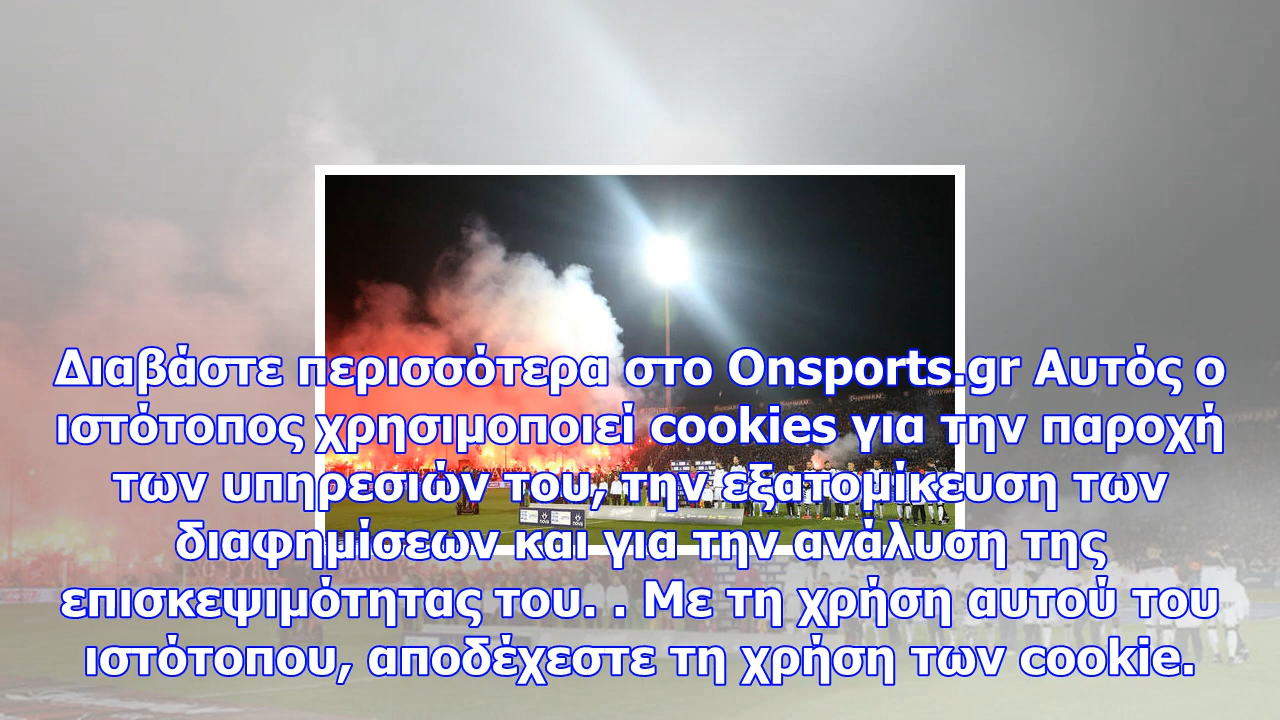 Διαβάστε περισσότερα στο Onsports.gr Αυτός ο
ιστότοπος χρησιμοποιεί cookies για την παροχή
των υπηρεσιών του, την εξατομίκευση των
διαφημίσεων και για την ανάλυση της
επισκεψιμότητας του. . Με τη χρήση αυτού του
ιστότοπου, αποδέχεστε τη χρήση των cookie.